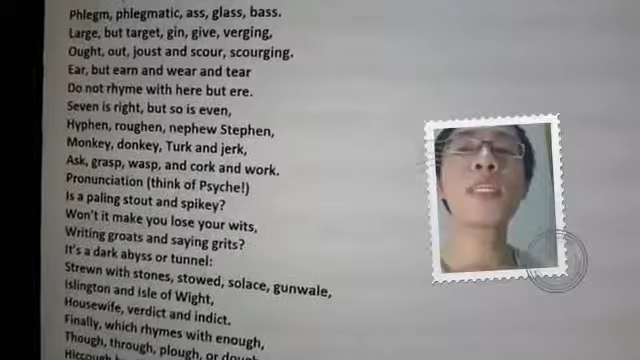 Phlegm, phlegmatic, ass, glass, bass.
Large, but target, gin, give, verging,
Ought, out, joust and scour, scourging.
Ear, but earn and wear and tear
Do not rhyme with here but ere.
Seven is right, but so is even,
Hyphen, roughen, nephew Stephen,
Monkey, donkey, Turk and jerk,
Ask, grasp, wasp, and cork and work.
Pronunciation (think of Psyche!)
Is a paling stout and spikey?
Won't it make you lose your wits,
Writing groats and saying grits?
It's a dark abyss or tunnel:
Strewn with stones, stowed, solace, gunwale,
Islington and Isle of Wight,
Housewife, verdict and indict.
Finally, which rhymes with enough,
Though, through, plough, or
Hiccough